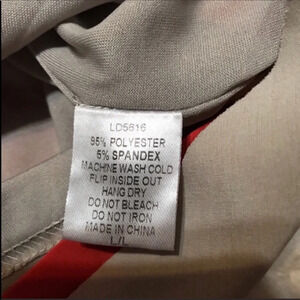 LD5616
95% POLYESTER
5% SPANDEX
MACHINE WASH COLD
FLIP INSIDE OUT
HANG DRY
DO NOT BLEACH
DO NOT IRON
MADE IN CHINA
L/L